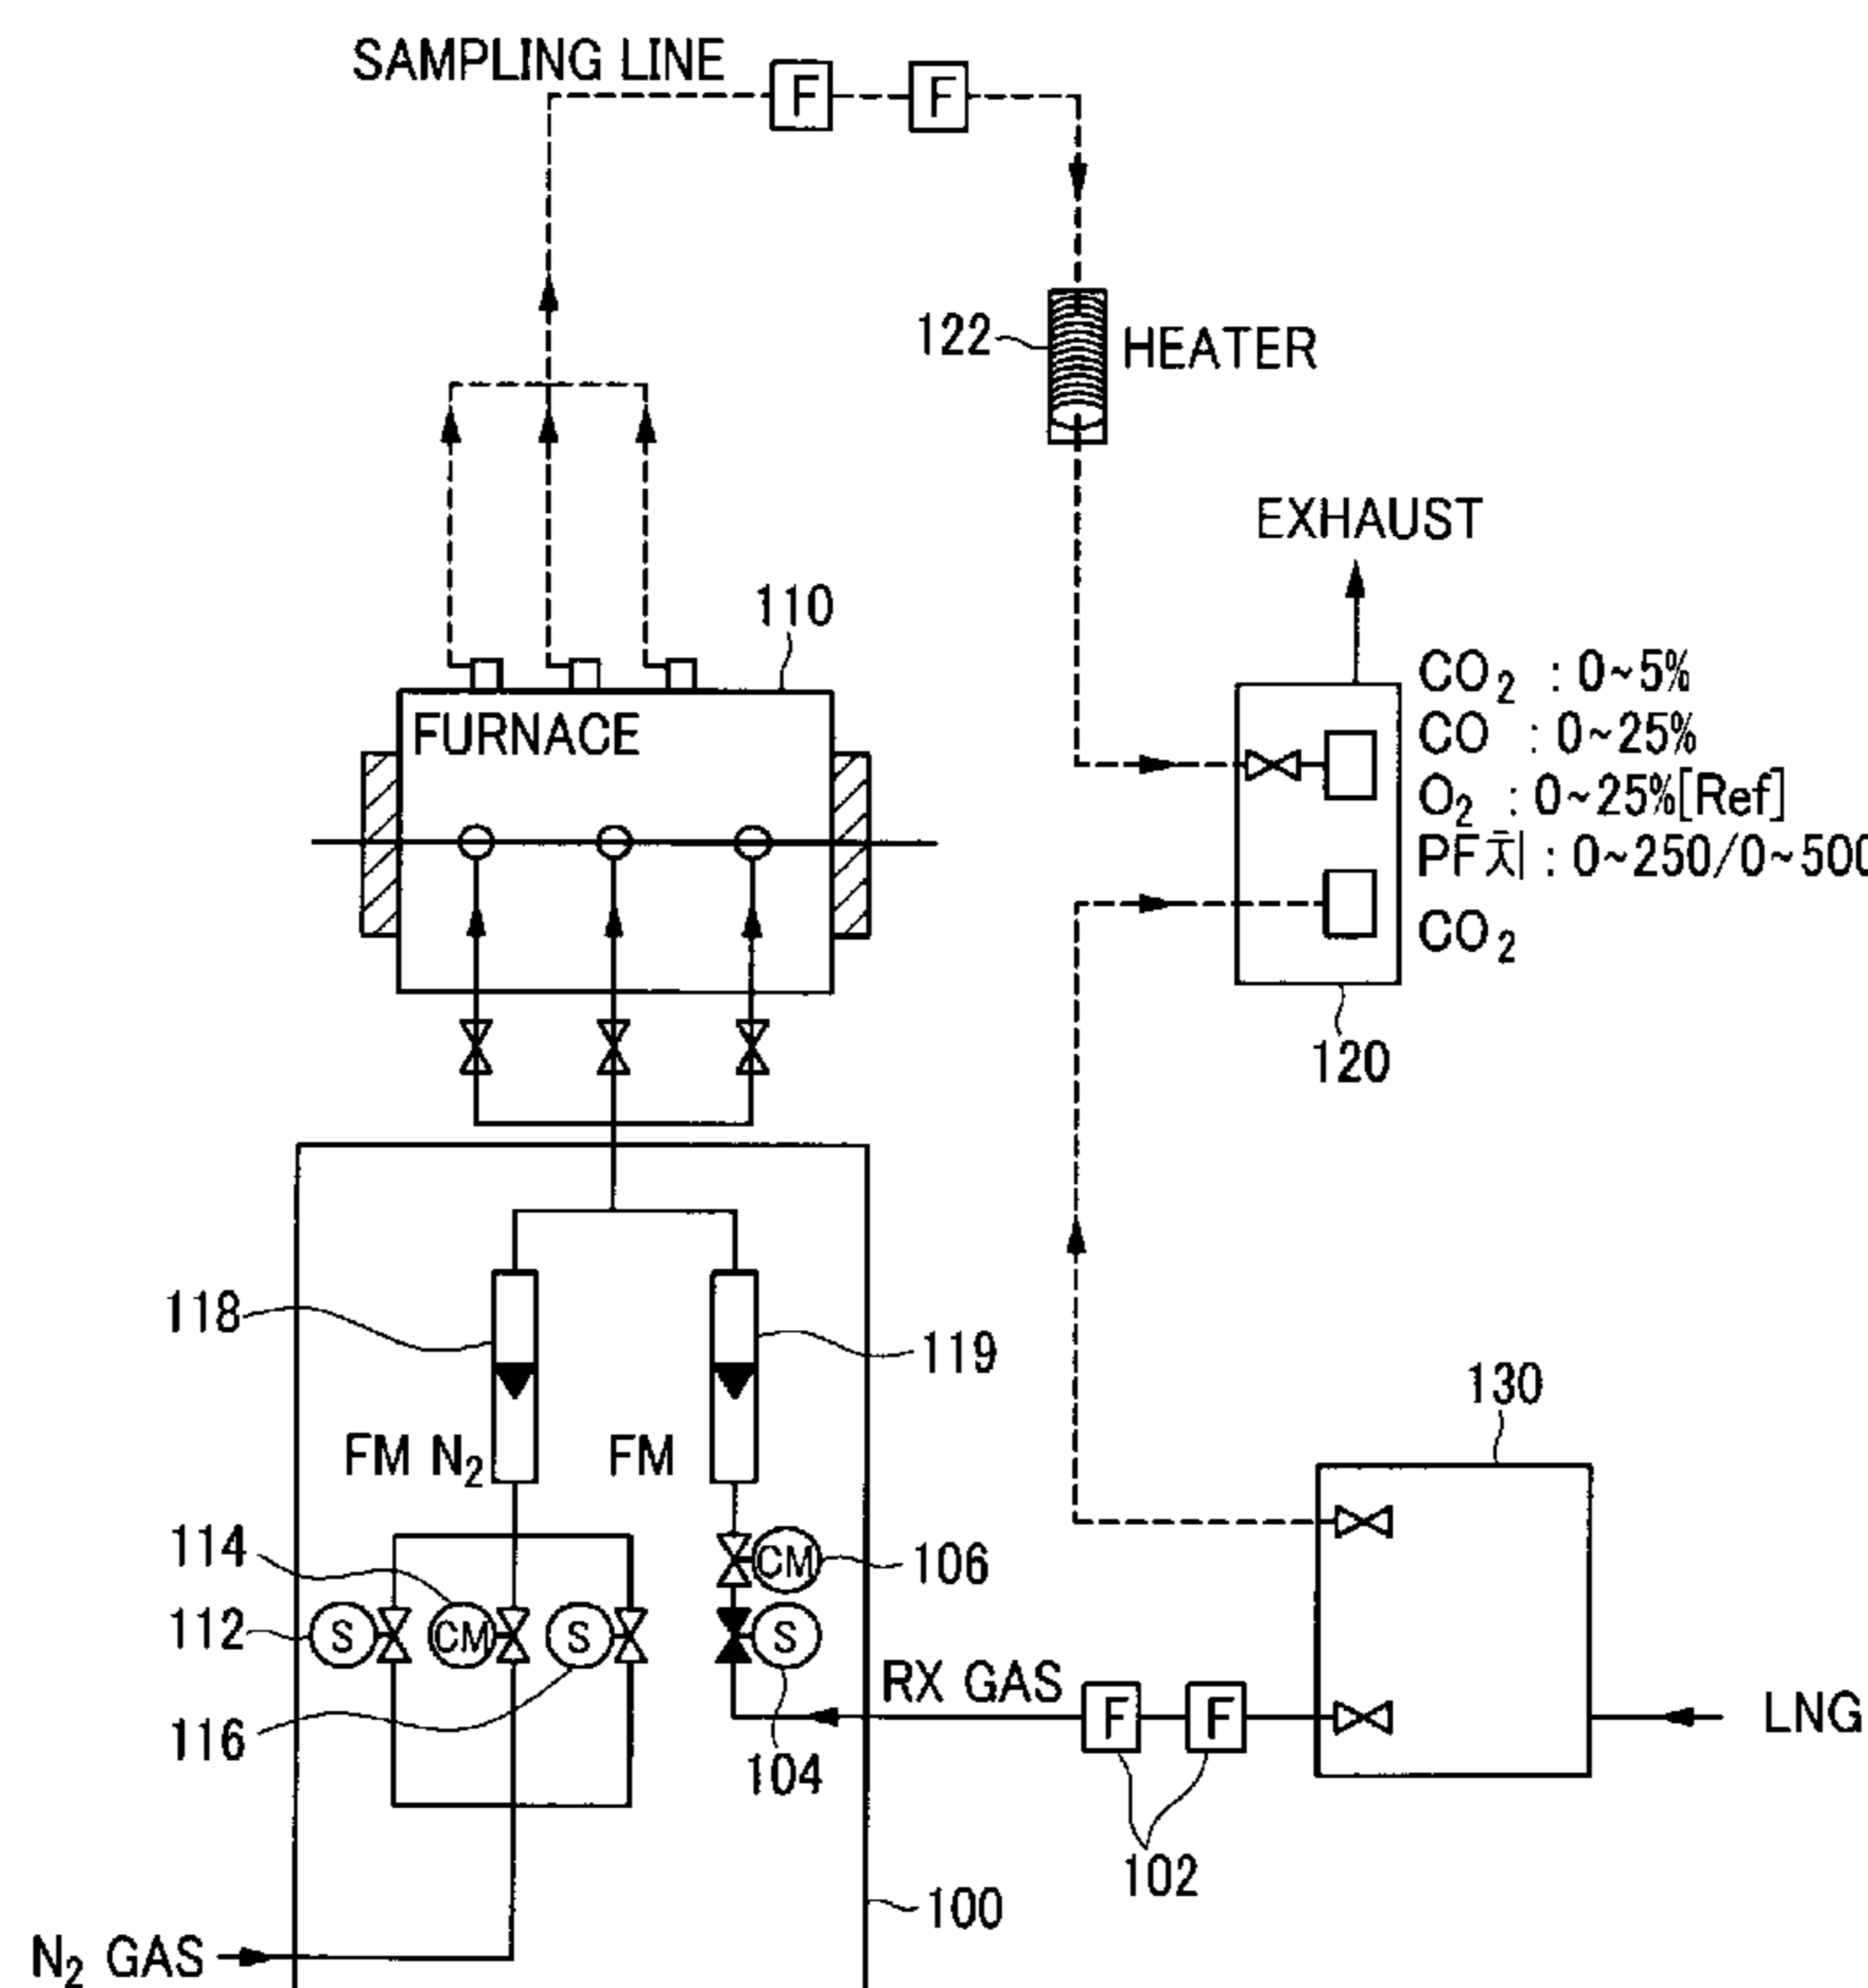 SAMPLING LINE
F
F
122
HEATER
EXHAUST
110
FURNACE
CO2 : 0~5%
CO : 0~25%
O2 : 0~25%[Ref]
PF치 : 0~250/0~500
CO2
120
118
119
130
FM N2
FM
114
CM
106
112
S
CM
S
S
116
104
RX GAS
F
F
LNG
102
100
N2 GAS